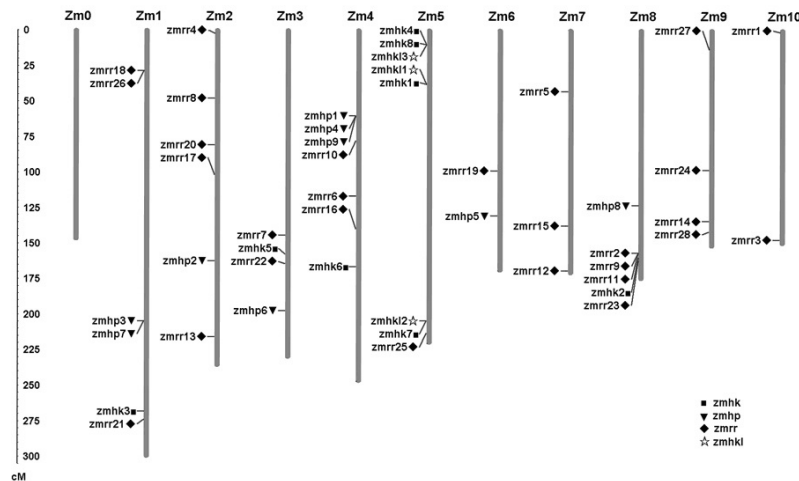 Zm0 Zm1 Zm2 Zm3 Zm4 Zm5 Zm6 Zm7 Zm8 Zm9 Zm10
0
25
50
75
100
125
150
175
200
225
250
275
300
cM
zmrr18
zmrr26
zmhp3
zmhp7
zmhk3
zmrr21
zmrr4
zmrr8
zmrr20
zmrr17
zmhp2
zmrr13
zmrr7
zmhk5
zmrr22
zmhp6
zmhp1
zmhp4
zmhp9
zmrr10
zmrr6
zmrr16
zmhk6
zmhk4
zmhk8
zmhkl3
zmhkl1
zmhk1
zmhkl2
zmhk7
zmrr25
zmrr19
zmhp5
zmrr5
zmrr15
zmrr12
zmhp8
zmrr2
zmrr9
zmrr11
zmhk2
zmrr23
zmrr27
zmrr24
zmrr14
zmrr28
zmrr1
zmrr3
zmhk
zmhp
zmrr
zmhkl